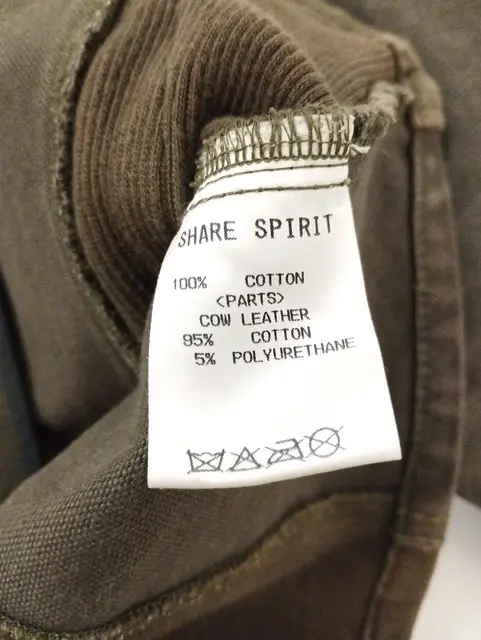 SHARE SPIRIT
100% COTTON
<PARTS>
COW LEATHER
95% COTTON
5% POLYURETHANE